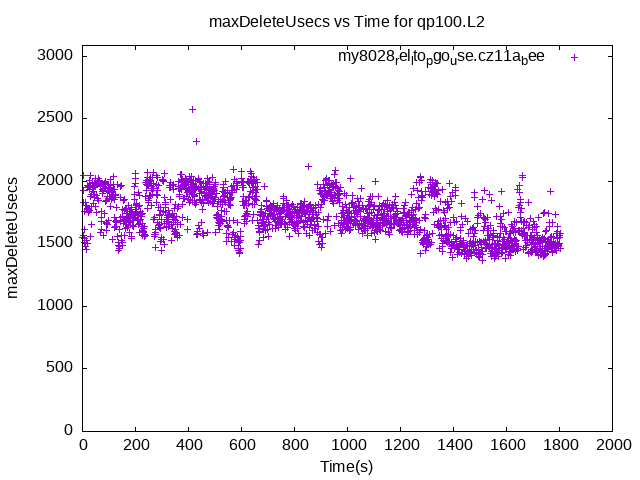 maxDeleteUsecs vs Time for qp100.L2
my8028relltopgouse.cz11abee
3000
2500
2000
1500
1000
500
0
maxDeleteUsecs
0 200 400 600 800 1000 1200 1400 1600 1800 2000
Time(s)